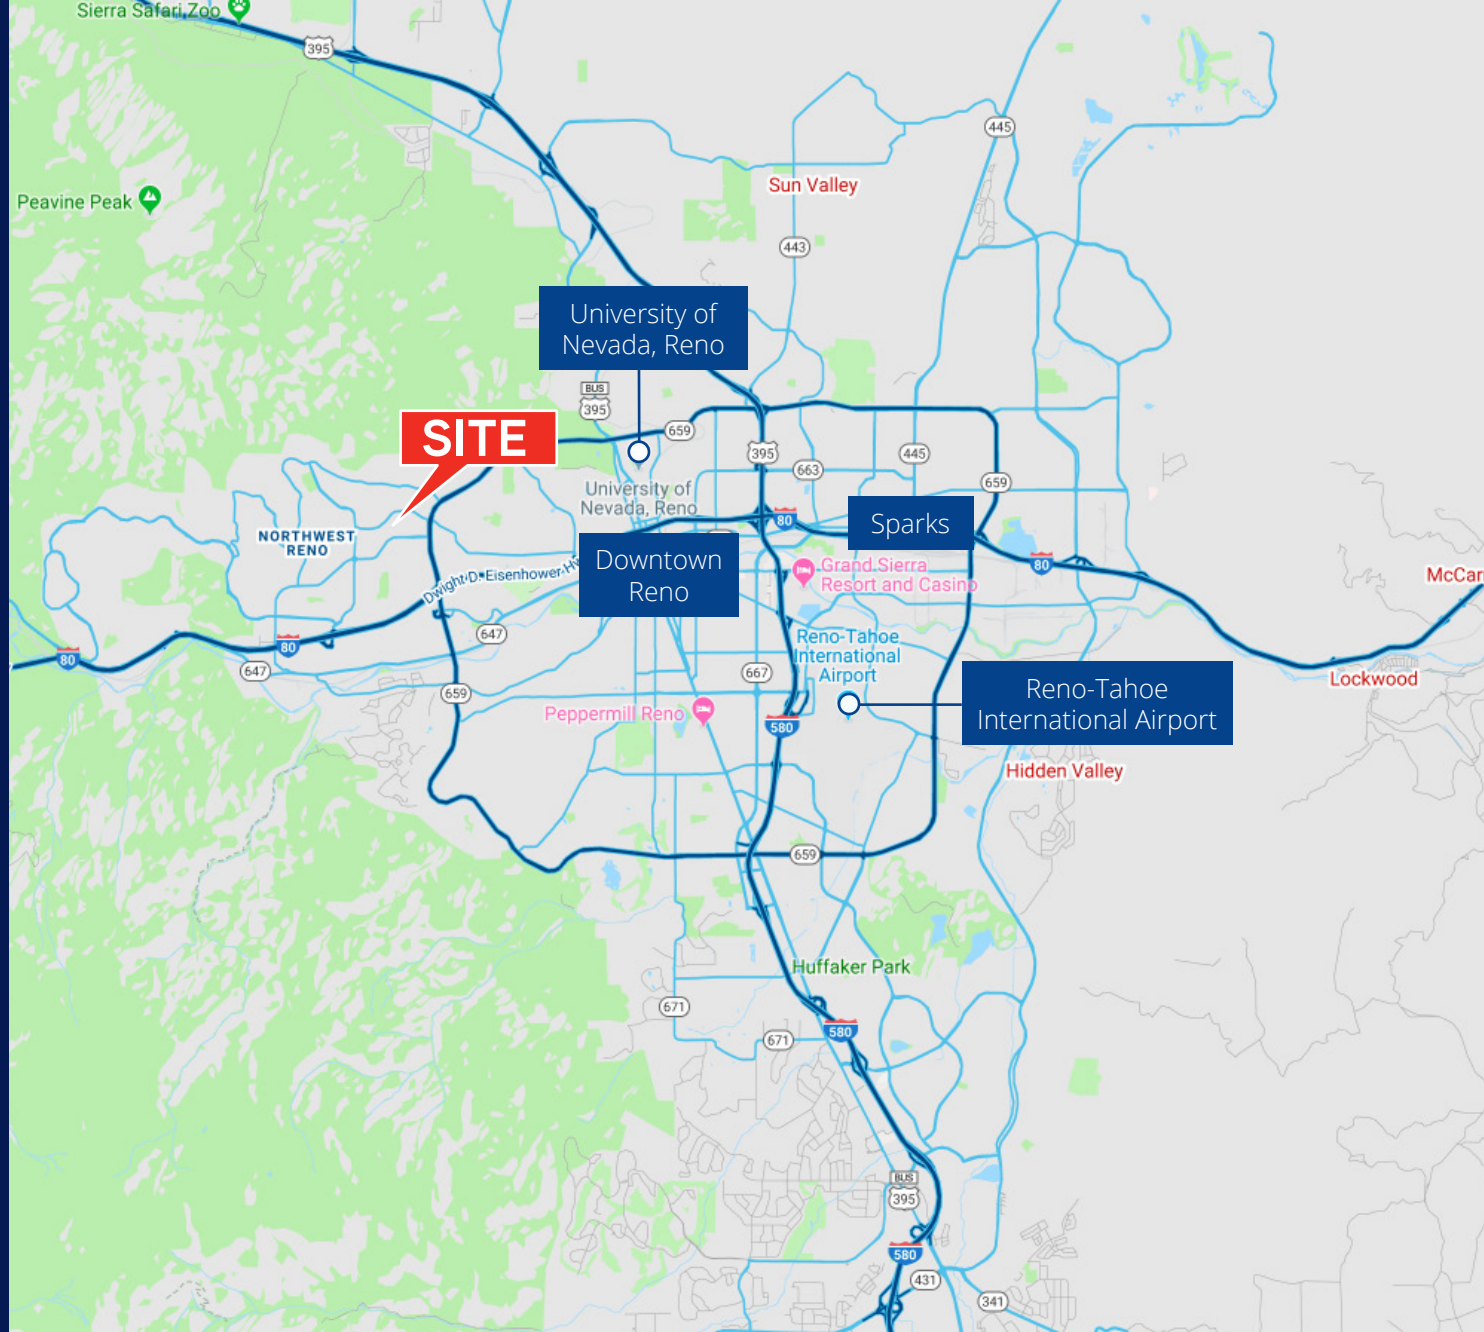 Sierra Safari Zoo
395
445
Peavine Peak
Sun Valley
443
University of
Nevada, Reno
BUS
395
SITE
659
395
663
445
659
University of
Nevada, Reno
NORTHWEST
RENO
80
Sparks
Downtown
Reno
Dwight D. Eisenhower Hw
Grand Sierra
Resort and Casino
80
McCar
647
Reno-Tahoe
International
Airport
80
80
647
659
667
Lockwood
Reno-Tahoe
International Airport
Peppermill Reno
580
Hidden Valley
659
Huffaker Park
671
580
671
BUS
395
580
431
341